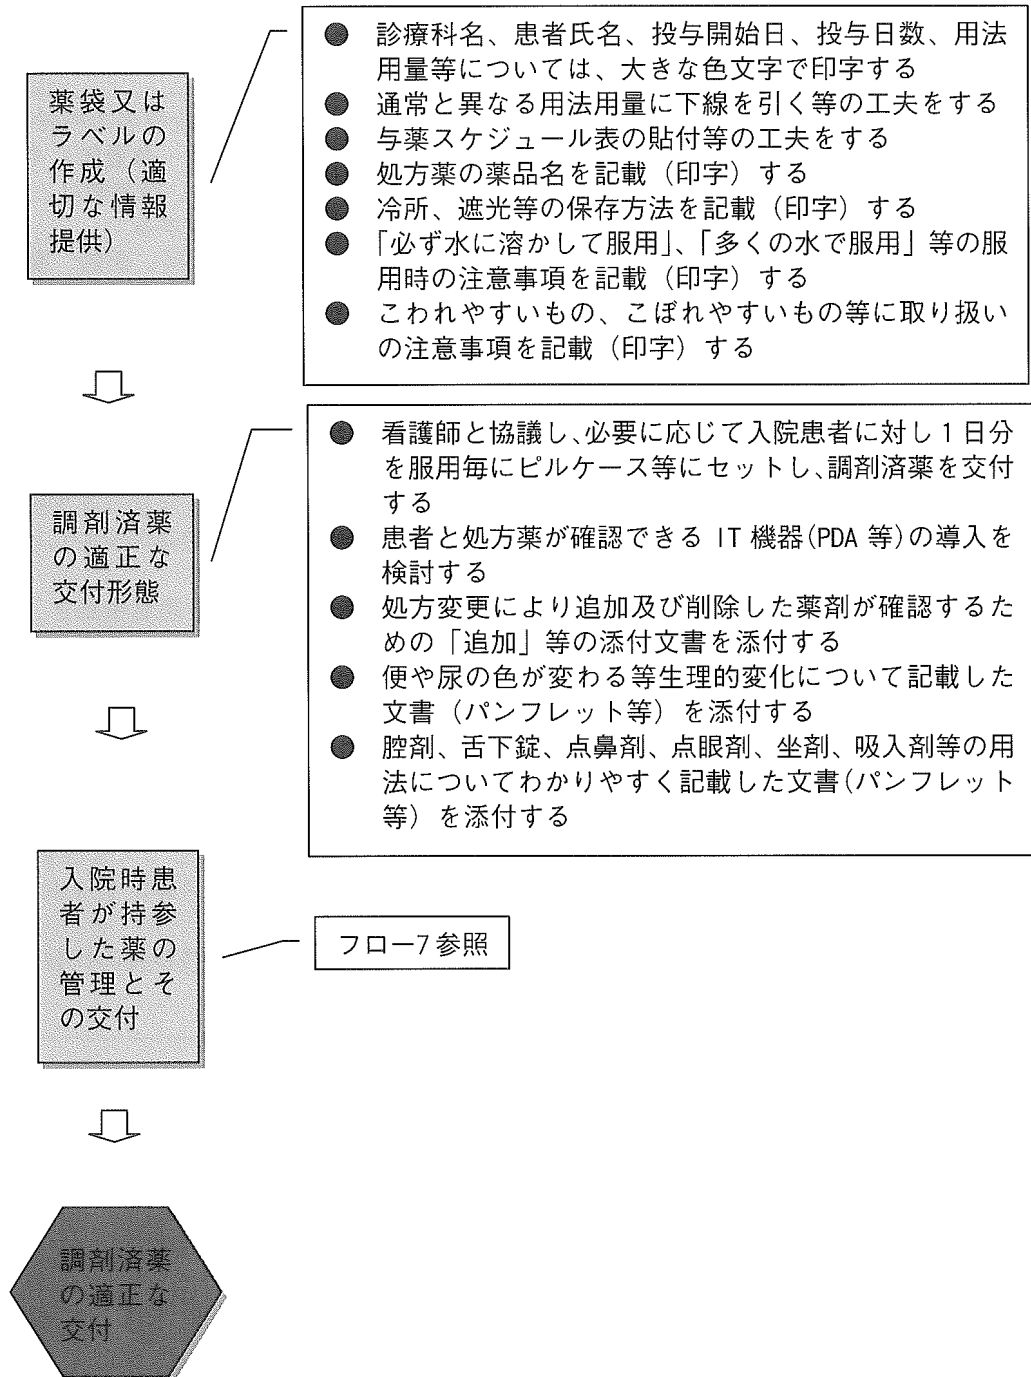 薬袋又は
ラベルの
作成（適
切な情報
提供）
● 診療科名、患者氏名、投与開始日、投与日数、用法
用量等については、大きな色文字で印字する
● 通常と異なる用法用量に下線を引く等の工夫をする
● 与薬スケジュール表の貼付等の工夫をする
● 処方薬の薬品名を記載（印字）する
● 冷所、遮光等の保存方法を記載（印字）する
● 「必ず水に溶かして服用」、「多くの水で服用」等の服
用時の注意事項を記載（印字）する
● こわれやすいもの、こぼれやすいもの等に取り扱い
の注意事項を記載（印字）する
調剤済薬
の適正な
交付形態
● 看護師と協議し、必要に応じて入院患者に対し１日分
を服用毎にピルケース等にセットし、調剤済薬を交付
する
● 患者と処方薬が確認できる IT 機器(PDA 等)の導入を
検討する
● 処方変更により追加及び削除した薬剤が確認するた
めの「追加」等の添付文書を添付する
● 便や尿の色が変わる等生理的変化について記載した
文書（パンフレット等）を添付する
● 腟剤、舌下錠、点鼻剤、点眼剤、坐剤、吸入剤等の用
法についてわかりやすく記載した文書（パンフレット
等）を添付する
入院時患
者が持参
した薬の
管理とそ
の交付
フロー7 参照
調剤済薬
の適正な
交付